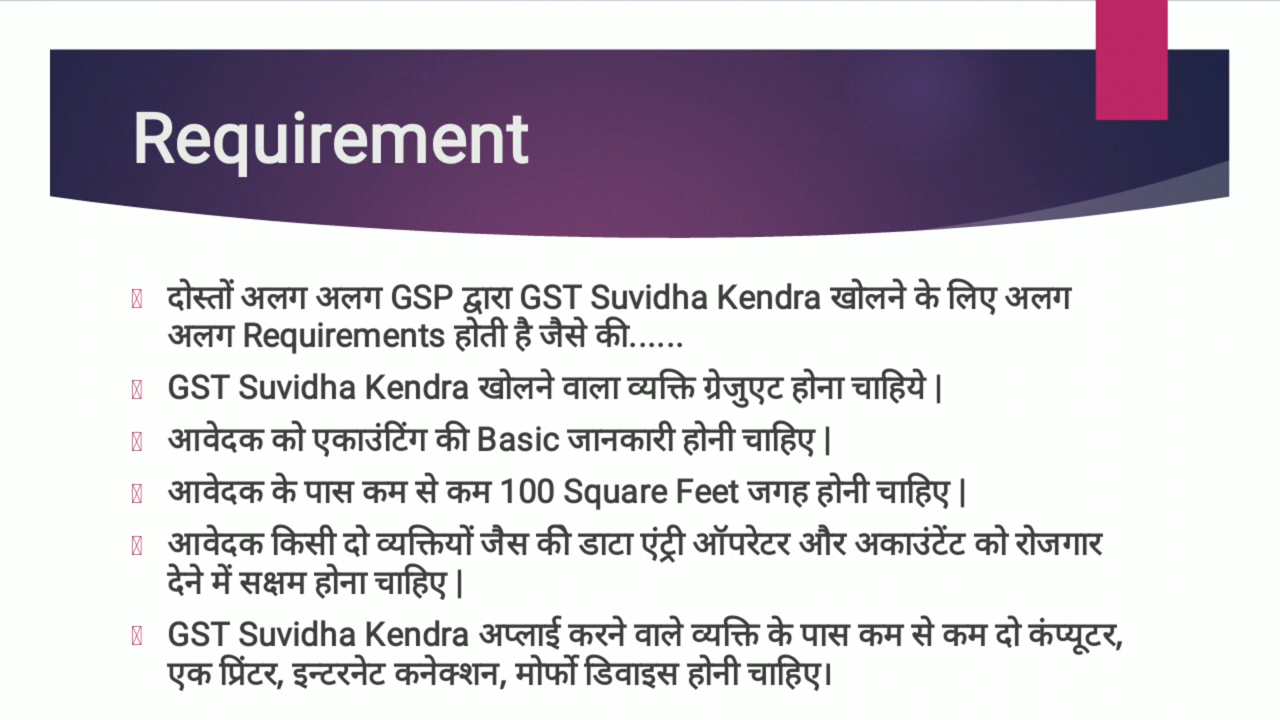 Requirement
दोस्तों अलग अलग GSP द्वारा GST Suvidha Kendra खोलने के लिए अलग
अलग Requirements होती है जैसे की......
GST Suvidha Kendra खोलने वाला व्यक्ति ग्रेजुएट होना चाहिये |
आवेदक को एकाउंटिंग की Basic जानकारी होनी चाहिए |
आवेदक के पास कम से कम 100 Square Feet जगह होनी चाहिए |
आवेदक किसी दो व्यक्तियों जैस कीे डाटा एंट्री ऑपरेटर और अकाउंटेंट को रोजगार
देने में सक्षम होना चाहिए |
GST Suvidha Kendra अप्लाई करने वाले व्यक्ति के पास कम से कम दो कंप्यूटर,
एक प्रिंटर, इन्टरनेट कनेक्शन, मोर्फो डिवाइस होनी चाहिए।